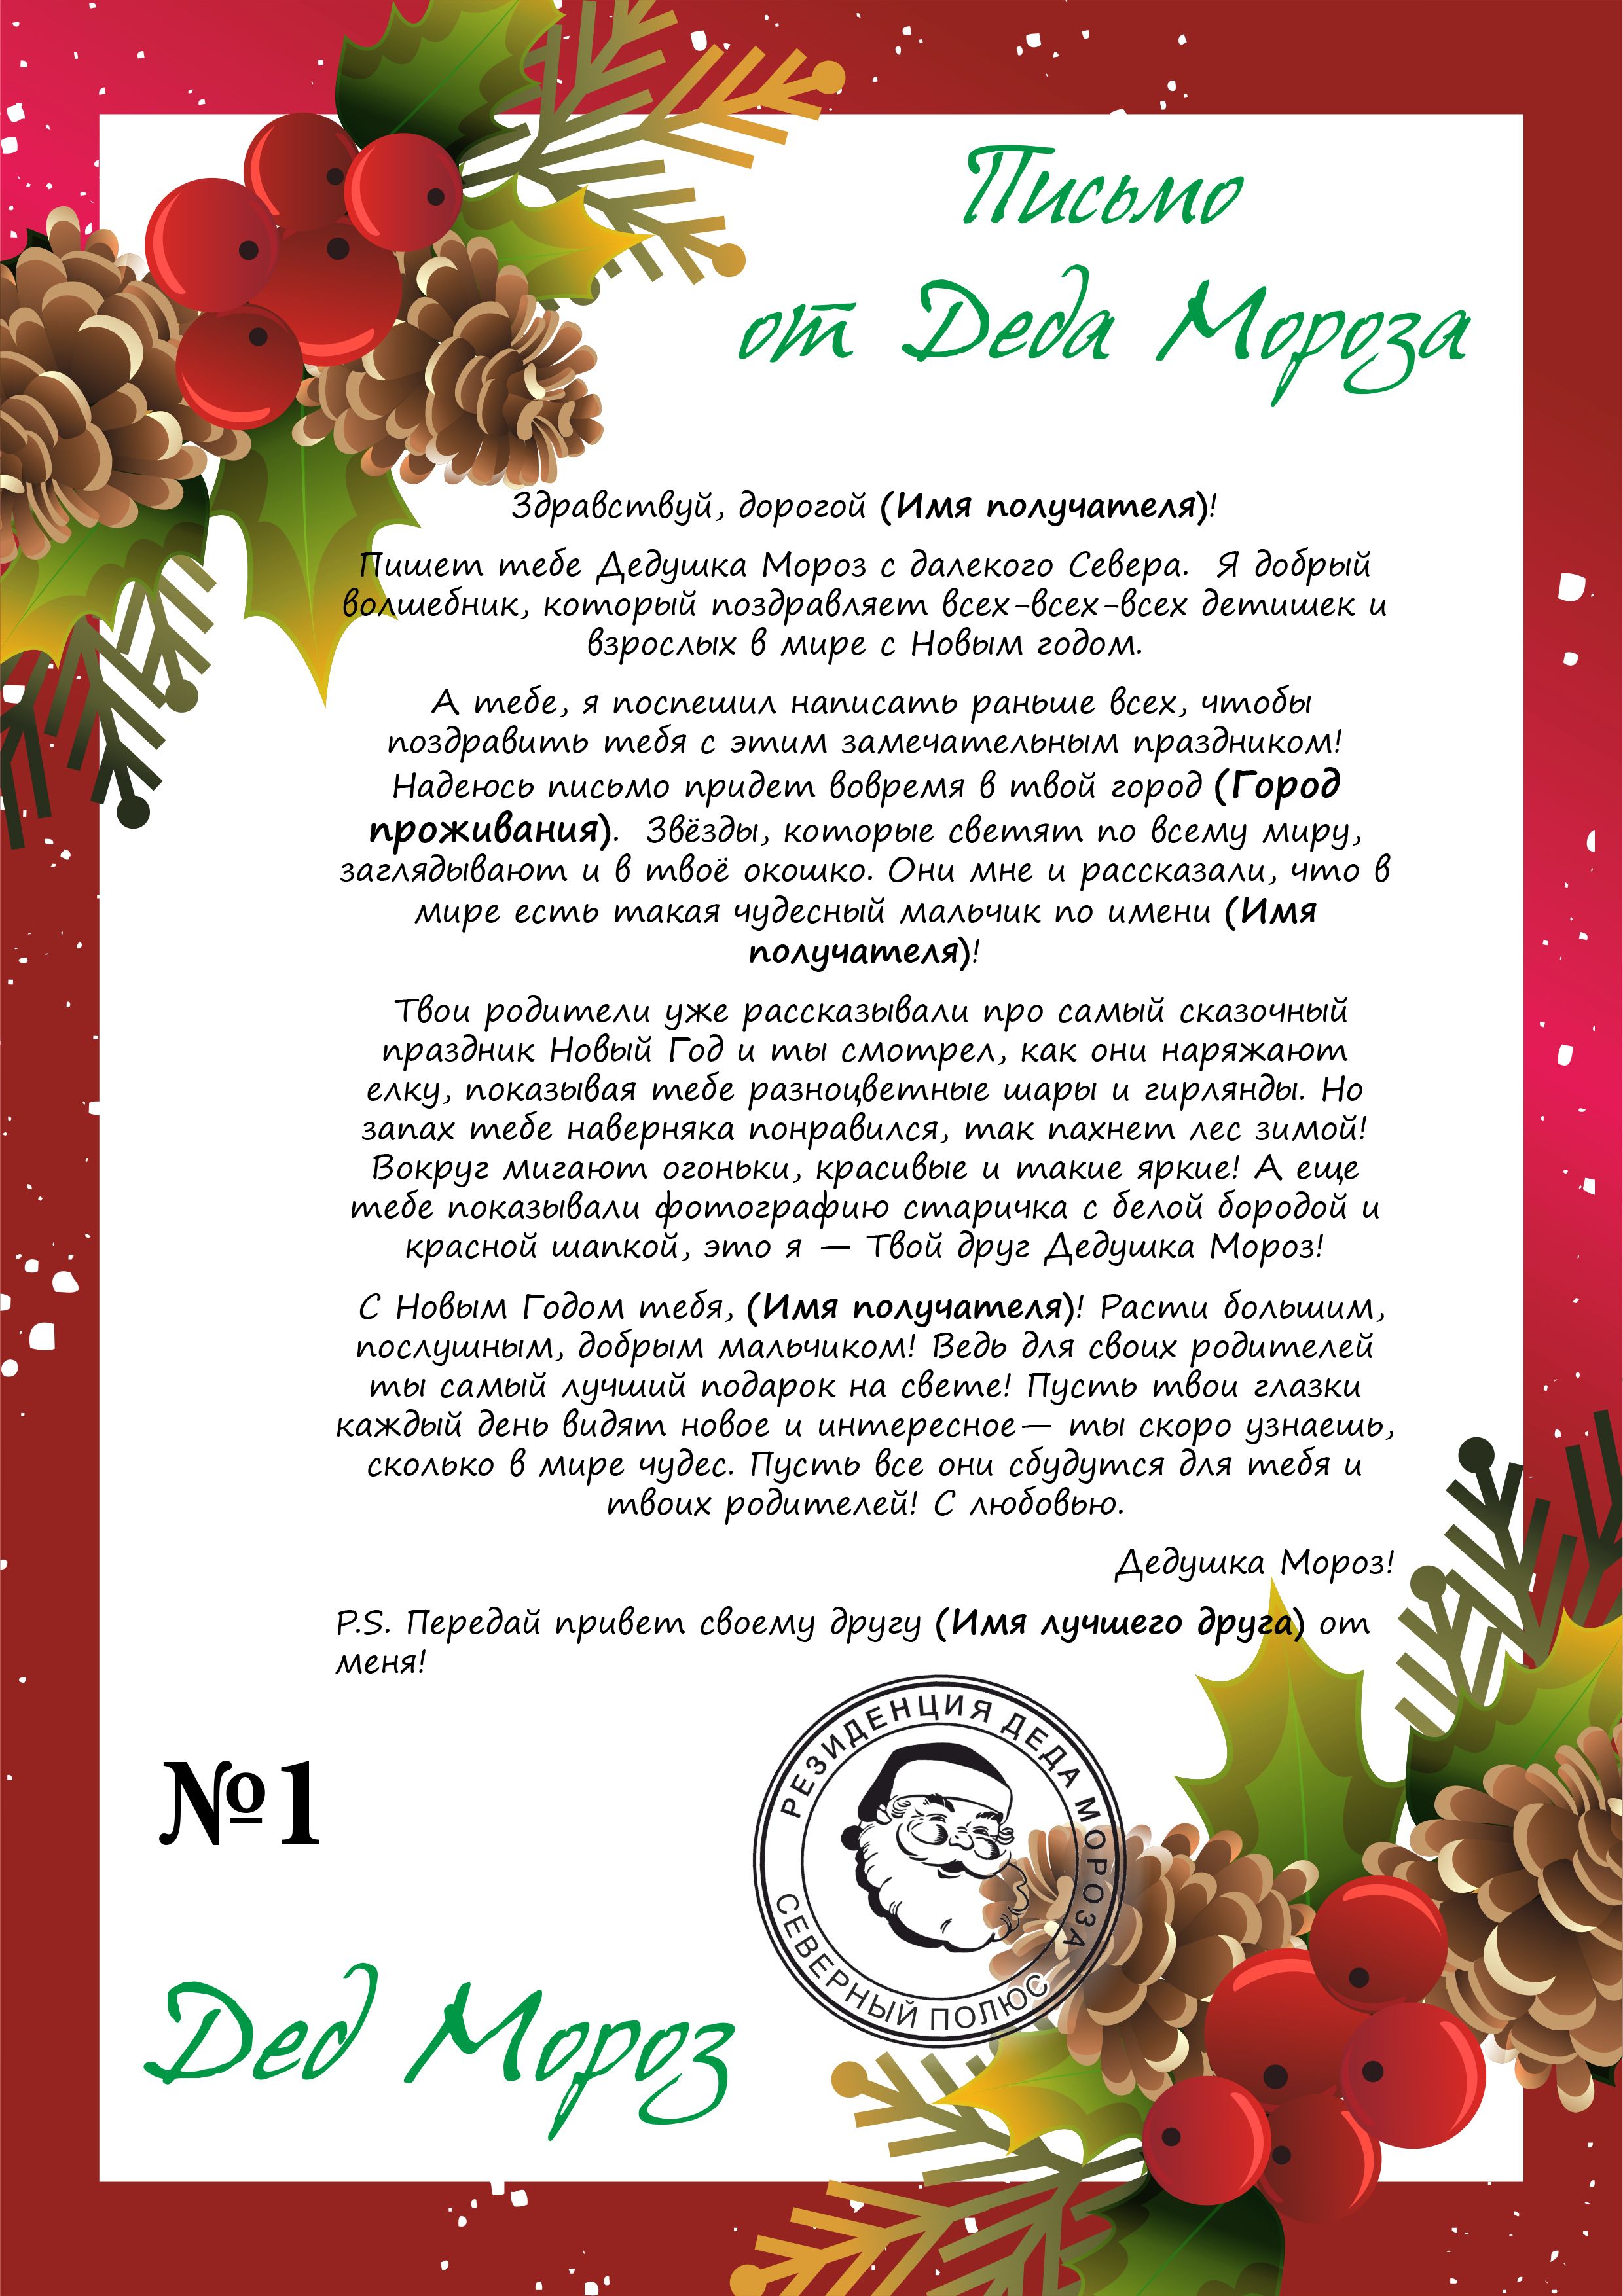 Письмо
от Деда Мороза
Здравствуй, дорогой (Имя получателя)!
Пишет тебе Дедушка Мороз с далекого Севера.  Я добрый
волшебник, который поздравляет всех-всех-всех детишек и
взрослых в мире с Новым годом.
А тебе, я поспешил написать раньше всех, чтобы
поздравить тебя с этим замечательным праздником!
Надеюсь письмо придет вовремя в твой город (Город
проживания).  Звёзды, которые светят по всему миру,
заглядывают и в твоё окошко. Они мне и рассказали, что в
мире есть такая чудесный мальчик по имени (Имя
получателя)!
Твои родители уже рассказывали про самый сказочный
праздник Новый Год и ты смотрел, как они наряжают
елку, показывая тебе разноцветные шары и гирлянды. Но
запах тебе наверняка понравился, так пахнет лес зимой!
Вокруг мигают огоньки, красивые и такие яркие! А еще
тебе показывали фотографию старичка с белой бородой и
красной шапкой, это я — Твой друг Дедушка Мороз!
С Новым Годом тебя, (Имя получателя)! Расти большим,
послушным, добрым мальчиком! Ведь для своих родителей
ты самый лучший подарок на свете! Пусть твои глазки
каждый день видят новое и интересное— ты скоро узнаешь,
сколько в мире чудес. Пусть все они сбудутся для тебя и
твоих родителей! С любовью.
Дедушка Мороз!
P.S. Передай привет своему другу (Имя лучшего друга) от
меня!
РЕЗИДЕНЦИЯ ДЕДА МОРОЗА
СЕВЕРНЫЙ ПОЛЮС
№1
Дед Мороз